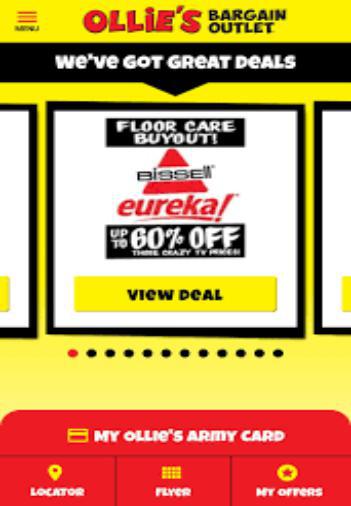 MENU
OLLIE'S BARGAIN OUTLET
WE'VE GOT GREAT DEALS
FLOOR CARE
BUYOUT!
BISSELL
eureka!
UP TO 60% OFF
THESE CRAZY TV PRICES!
VIEW DEAL
MY OLLIE'S ARMY CARD
LOCATOR
FLYER
MY OFFERS